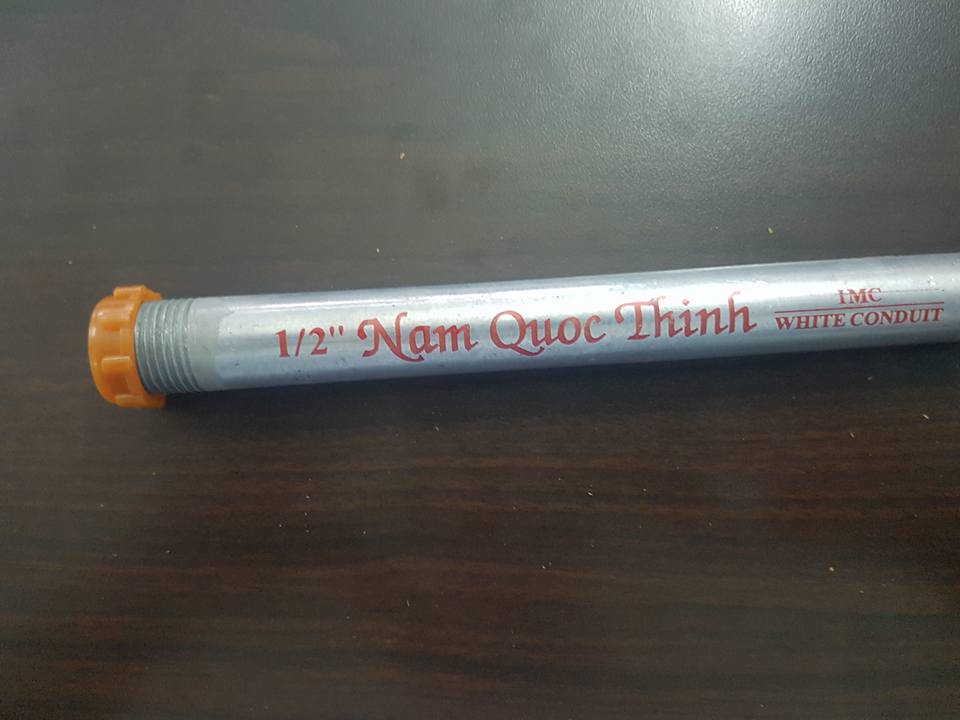 1/2" Nam Quoc Thinh
IMC
WHITE CONDUIT